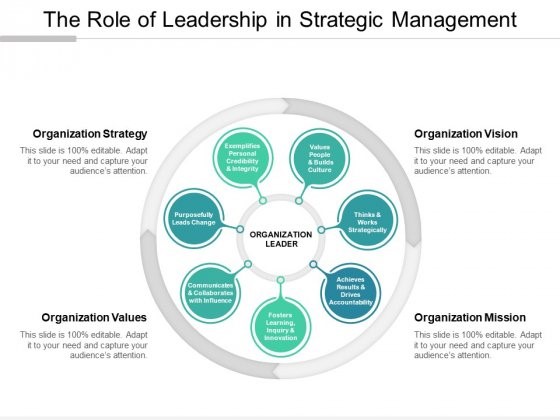 The Role of Leadership in Strategic Management
Organization Strategy
This slide is 100% editable. Adapt
it to your need and capture your
audience's attention.
Organization Vision
This slide is 100% editable. Adapt
it to your need and capture your
audience's attention.
Exemplifies
Personal
Credibility
& Integrity
Values
People
& Builds
Culture
Purposefully
Leads Change
Thinks &
Works
Strategically
ORGANIZATION
LEADER
Communicates
& Collaborates
with Influence
Achieves
Results &
Drives
Accountability
Fosters
Learning,
Inquiry &
Innovation
Organization Values
This slide is 100% editable. Adapt
it to your need and capture your
audience's attention.
Organization Mission
This slide is 100% editable. Adapt
it to your need and capture your
audience's attention.